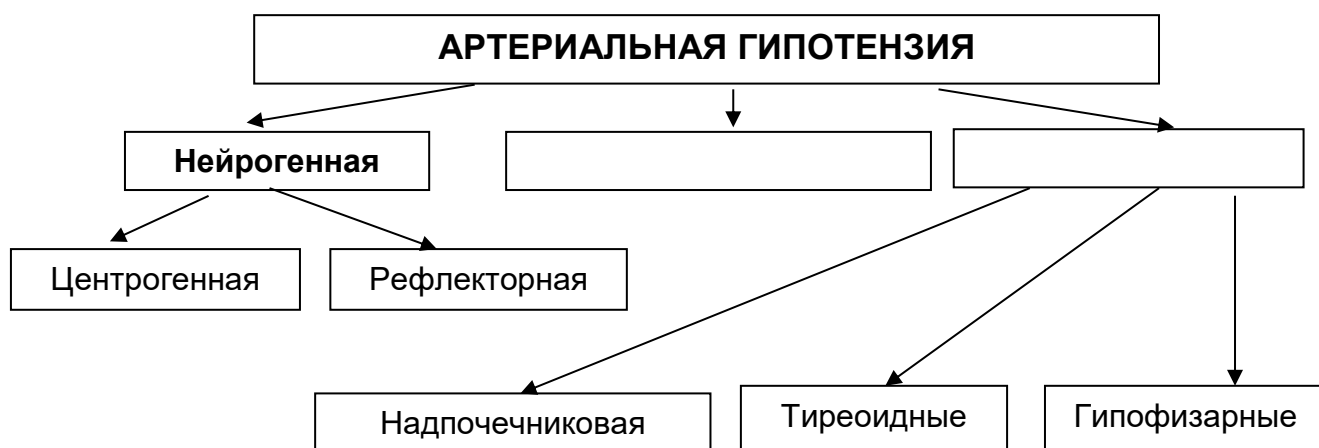 АРТЕРИАЛЬНАЯ ГИПОТЕНЗИЯ
Нейрогенная
Центрогенная
Рефлекторная
Надпочечниковая
Тиреоидные
Гипофизарные